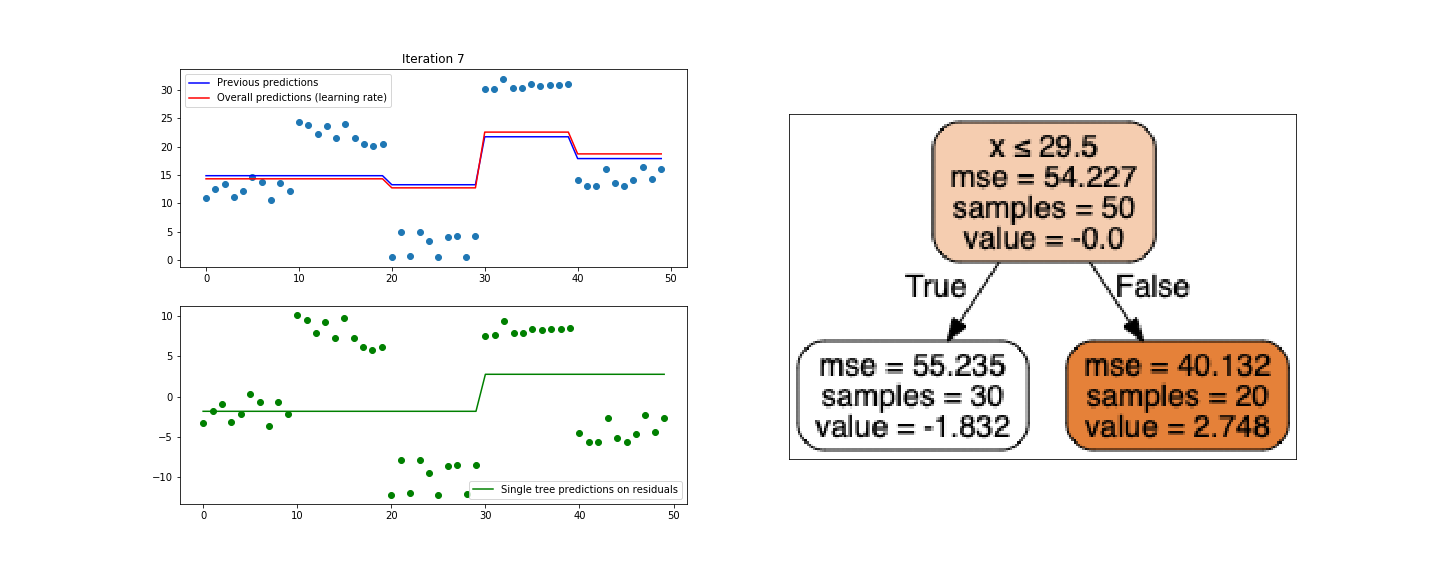 Iteration 7
Previous predictions
Overall predictions (learning rate)
30
25
20
15
10
5
0
0
10
20
30
40
50
10
5
0
−5
−10
Single tree predictions on residuals
0
10
20
30
40
50
x ≤ 29.5
mse = 54.227
samples = 50
value = -0.0
True
False
mse = 55.235
samples = 30
value = -1.832
mse = 40.132
samples = 20
value = 2.748